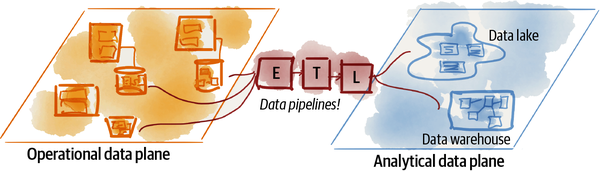 Data lake
E T L
Data pipelines!
Data warehouse
Operational data plane
Analytical data plane